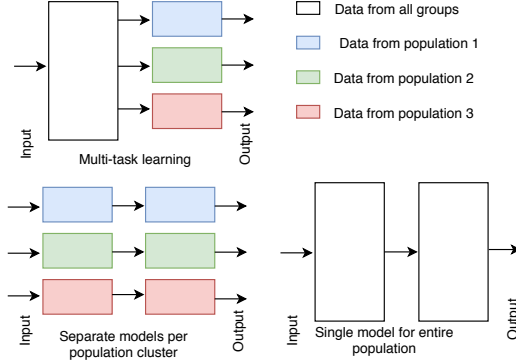 Input
Output
Multi-task learning
Data from all groups
Data from population 1
Data from population 2
Data from population 3
Input
Output
Separate models per
population cluster
Input
Output
Single model for entire
population